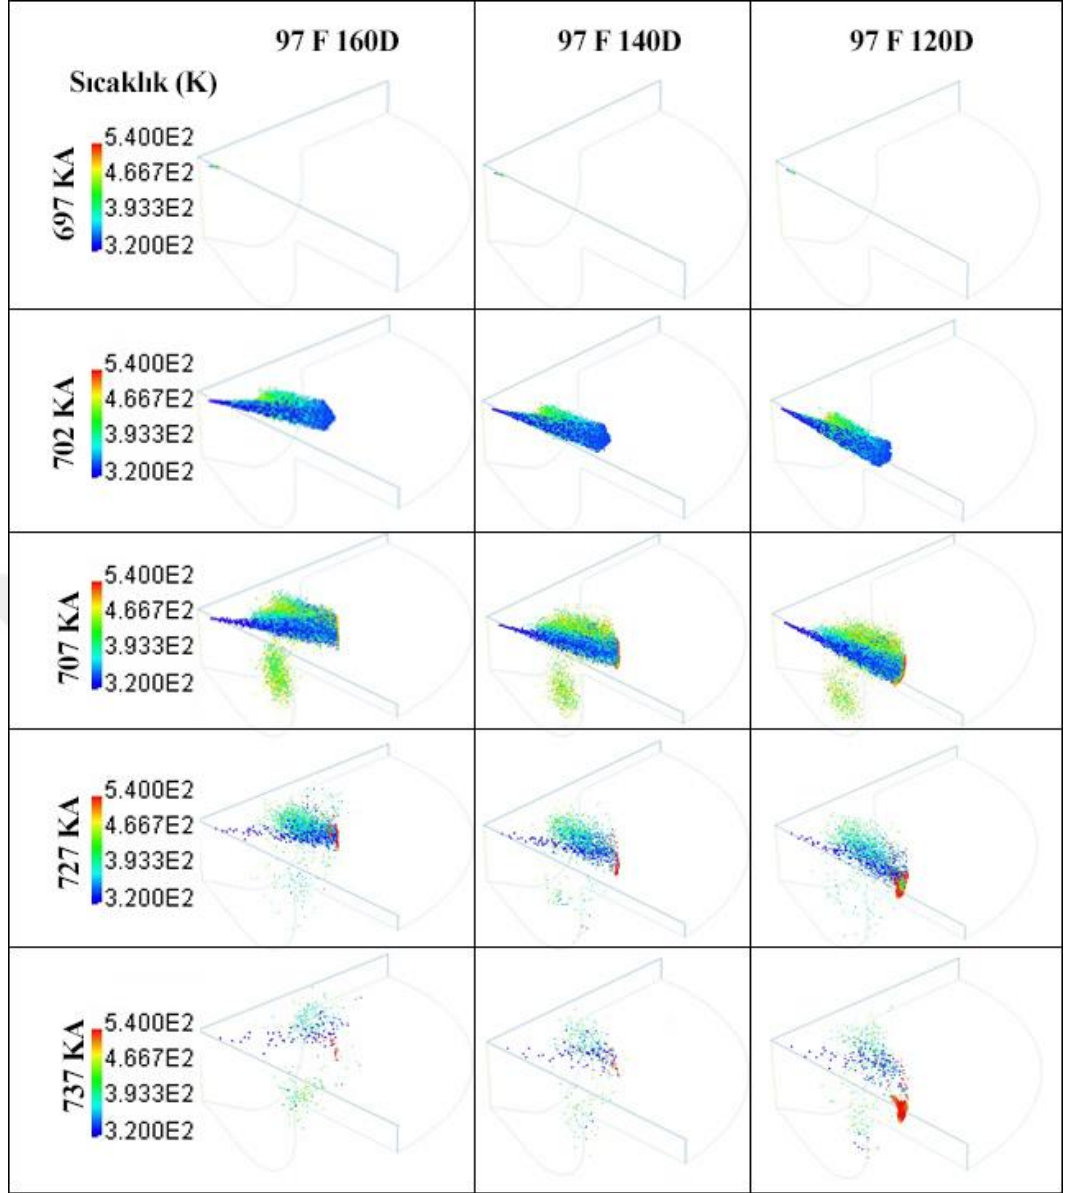 97 F 160D
97 F 140D
97 F 120D
Sıcaklık (K)
697 KA
5.400E2
4.667E2
3.933E2
3.200E2
702 KA
5.400E2
4.667E2
3.933E2
3.200E2
707 KA
5.400E2
4.667E2
3.933E2
3.200E2
727 KA
5.400E2
4.667E2
3.933E2
3.200E2
737 KA
5.400E2
4.667E2
3.933E2
3.200E2